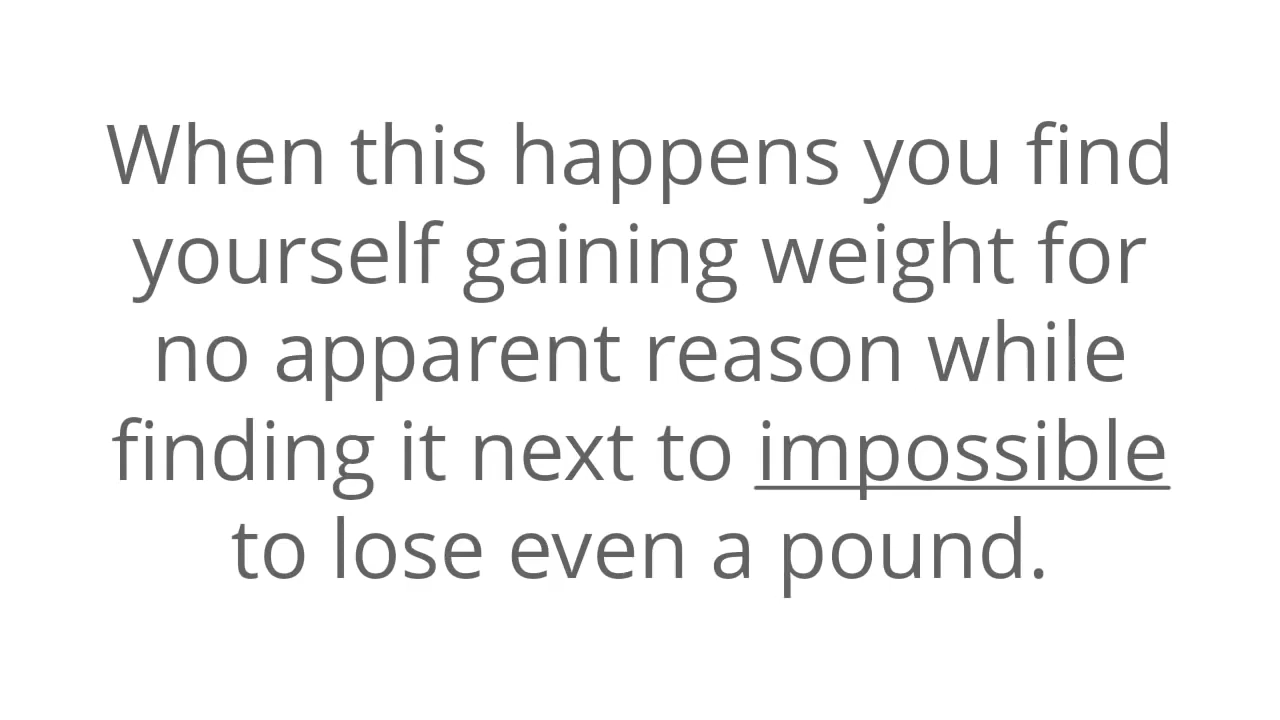 When this happens you find
yourself gaining weight for
no apparent reason while
finding it next to impossible
to lose even a pound.